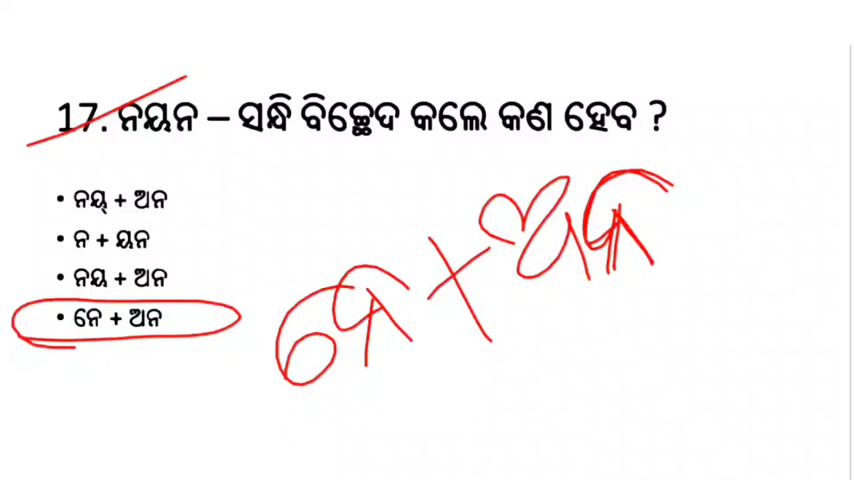 17. ନୟନ – ସନ୍ଧି ବିଚ୍ଛେଦ କଲେ କଣ ହେବ ?
• ନୟ୍ + ଅନ
• ନ + ୟନ
• ନୟ + ଅନ
• ନେ + ଅନ
ନେ + ଅନ